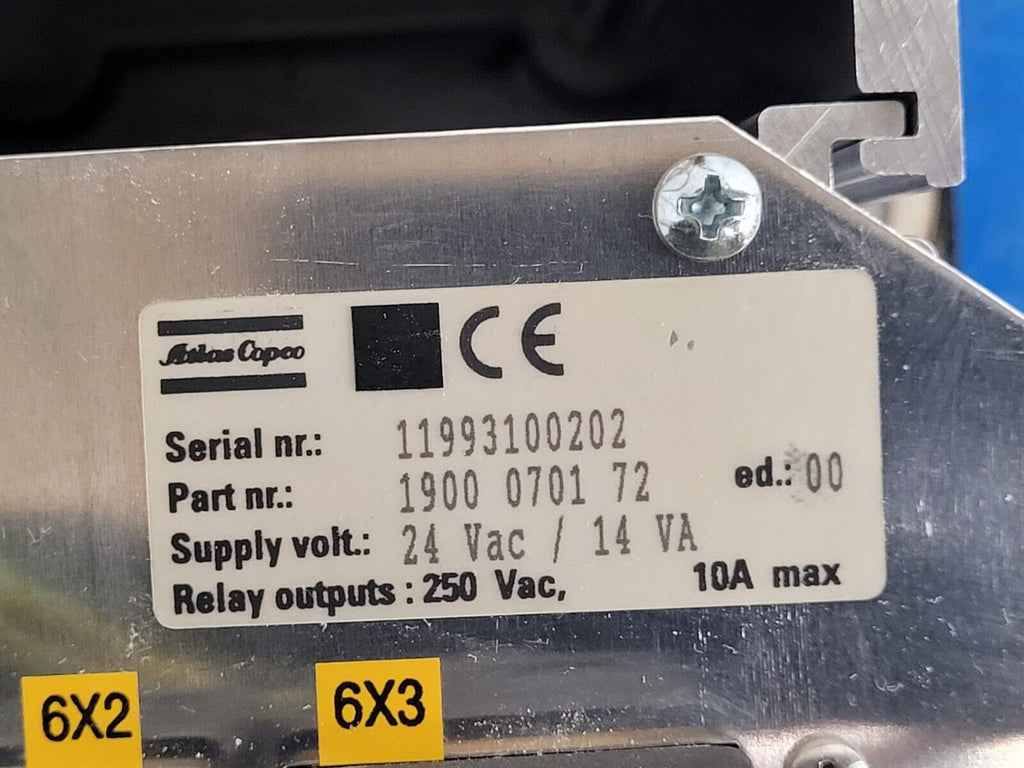 Atlas Copco
CE
Serial nr.: 11993100202
Part nr.: 1900 0701 72 ed.: 00
Supply volt.: 24 Vac / 14 VA
Relay outputs : 250 Vac, 10A max
6X2 6X3